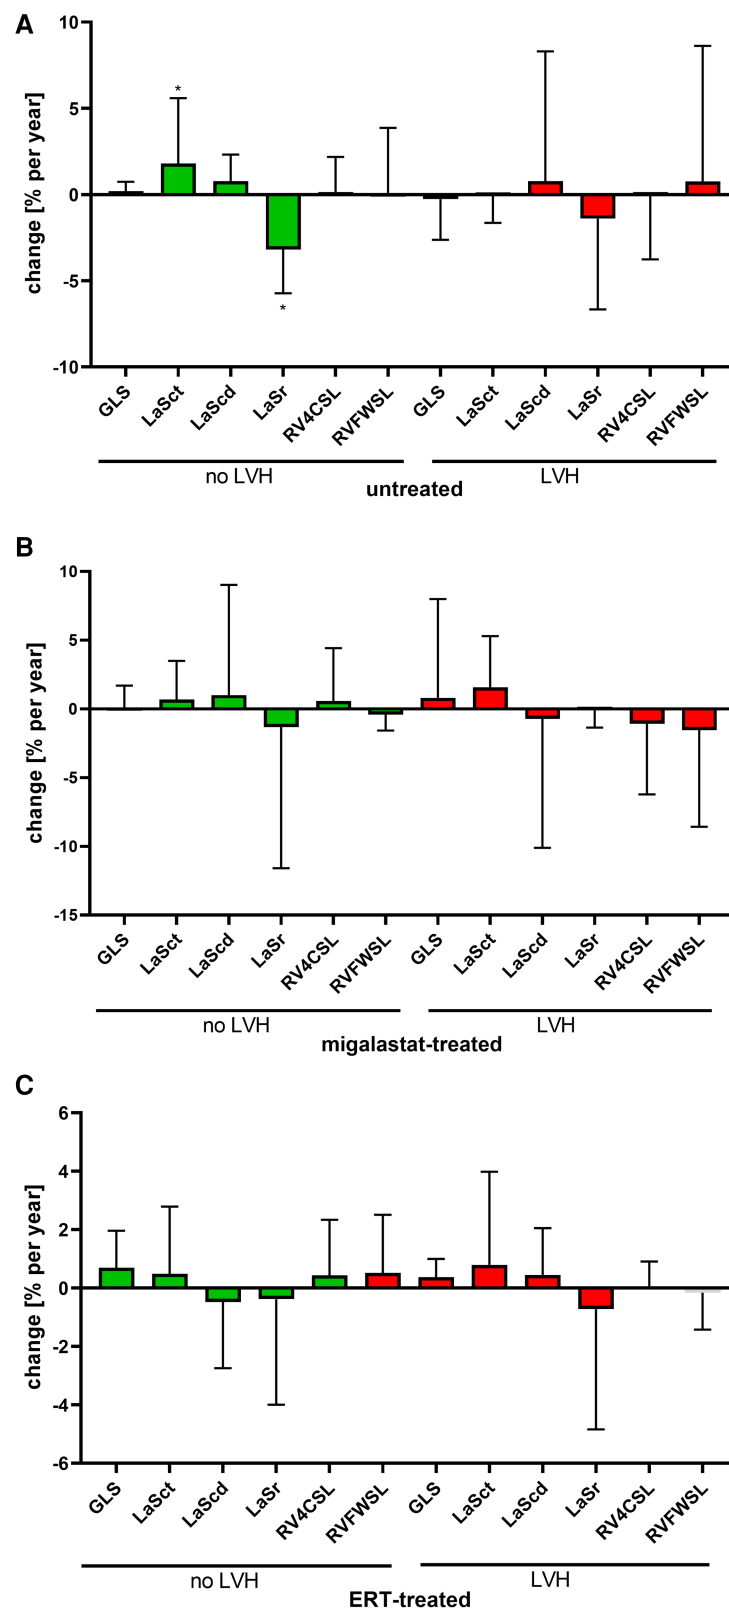 A
change [% per year]
10
5
0
-5
-10
*
*
GLS
LaSct
LaScd
LaSr
RV4CSL
RVFWSL
GLS
LaSct
LaScd
LaSr
RV4CSL
RVFWSL
no LVH
LVH
untreated
B
change [% per year]
10
5
0
-5
-10
-15
GLS
LaSct
LaScd
LaSr
RV4CSL
RVFWSL
GLS
LaSct
LaScd
LaSr
RV4CSL
RVFWSL
no LVH
LVH
migalastat-treated
C
change [% per year]
6
4
2
0
-2
-4
-6
GLS
LaSct
LaScd
LaSr
RV4CSL
RVFWSL
GLS
LaSct
LaScd
LaSr
RV4CSL
RVFWSL
no LVH
LVH
ERT-treated